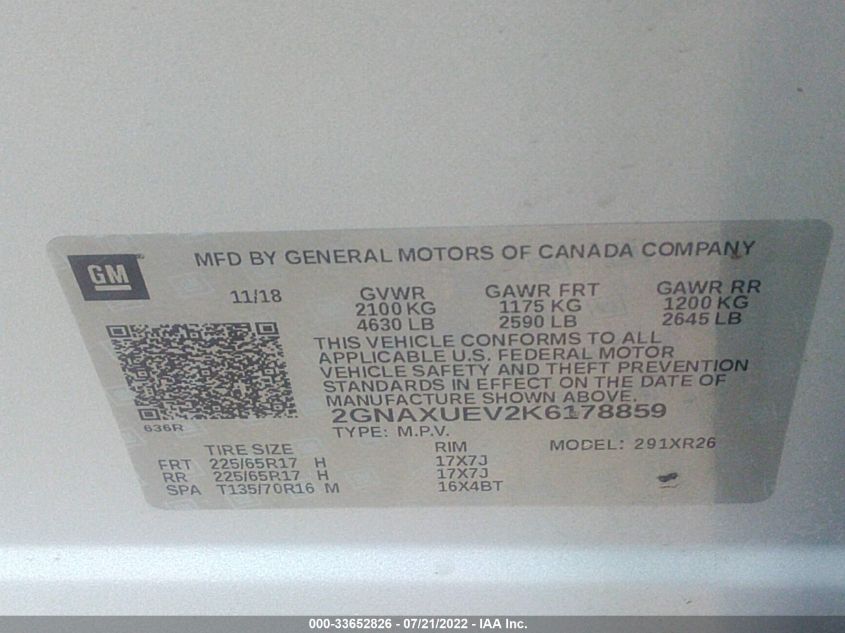 GM
MFD BY GENERAL MOTORS OF CANADA COMPANY
11/18 GVWR GAWR FRT GAWR RR
2100 KG 1175 KG 1200 KG
4630 LB 2590 LB 2645 LB
THIS VEHICLE CONFORMS TO ALL
APPLICABLE U.S. FEDERAL MOTOR
VEHICLE SAFETY AND THEFT PREVENTION
STANDARDS IN EFFECT ON THE DATE OF
MANUFACTURE SHOWN ABOVE.
2GNAXUEV2K6178859
636R
TYPE: M.P.V.
TIRE SIZE RIM MODEL: 291XR26
FRT 225/65R17 H 17X7J
RR 225/65R17 H 17X7J
SPA T135/70R16 M 16X4BT
000-33652826 - 07/21/2022 - IAA Inc.